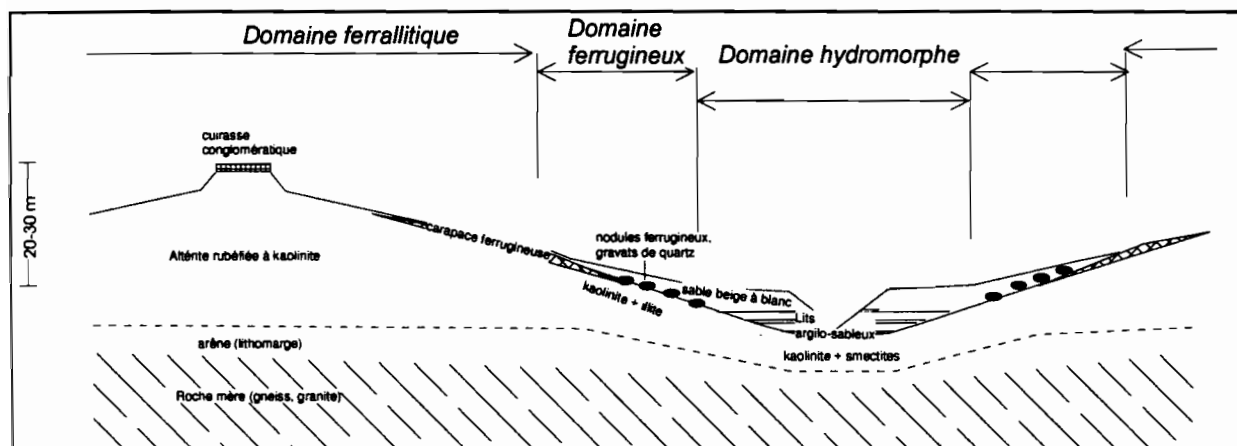 Domaine ferrallitique
Domaine
ferrugineux
Domaine hydromorphe
cuirasse
conglomératique
20-30 m
carapace ferrugineuse
nodules ferrugineux,
gravats de quartz
Altérite rubéfiée à kaolinite
kaolinite + illite
sable beige à blanc
Lits
argilo-sableux
kaolinite + smectites
arène (lithomarge)
Roche mère (gneiss, granite)